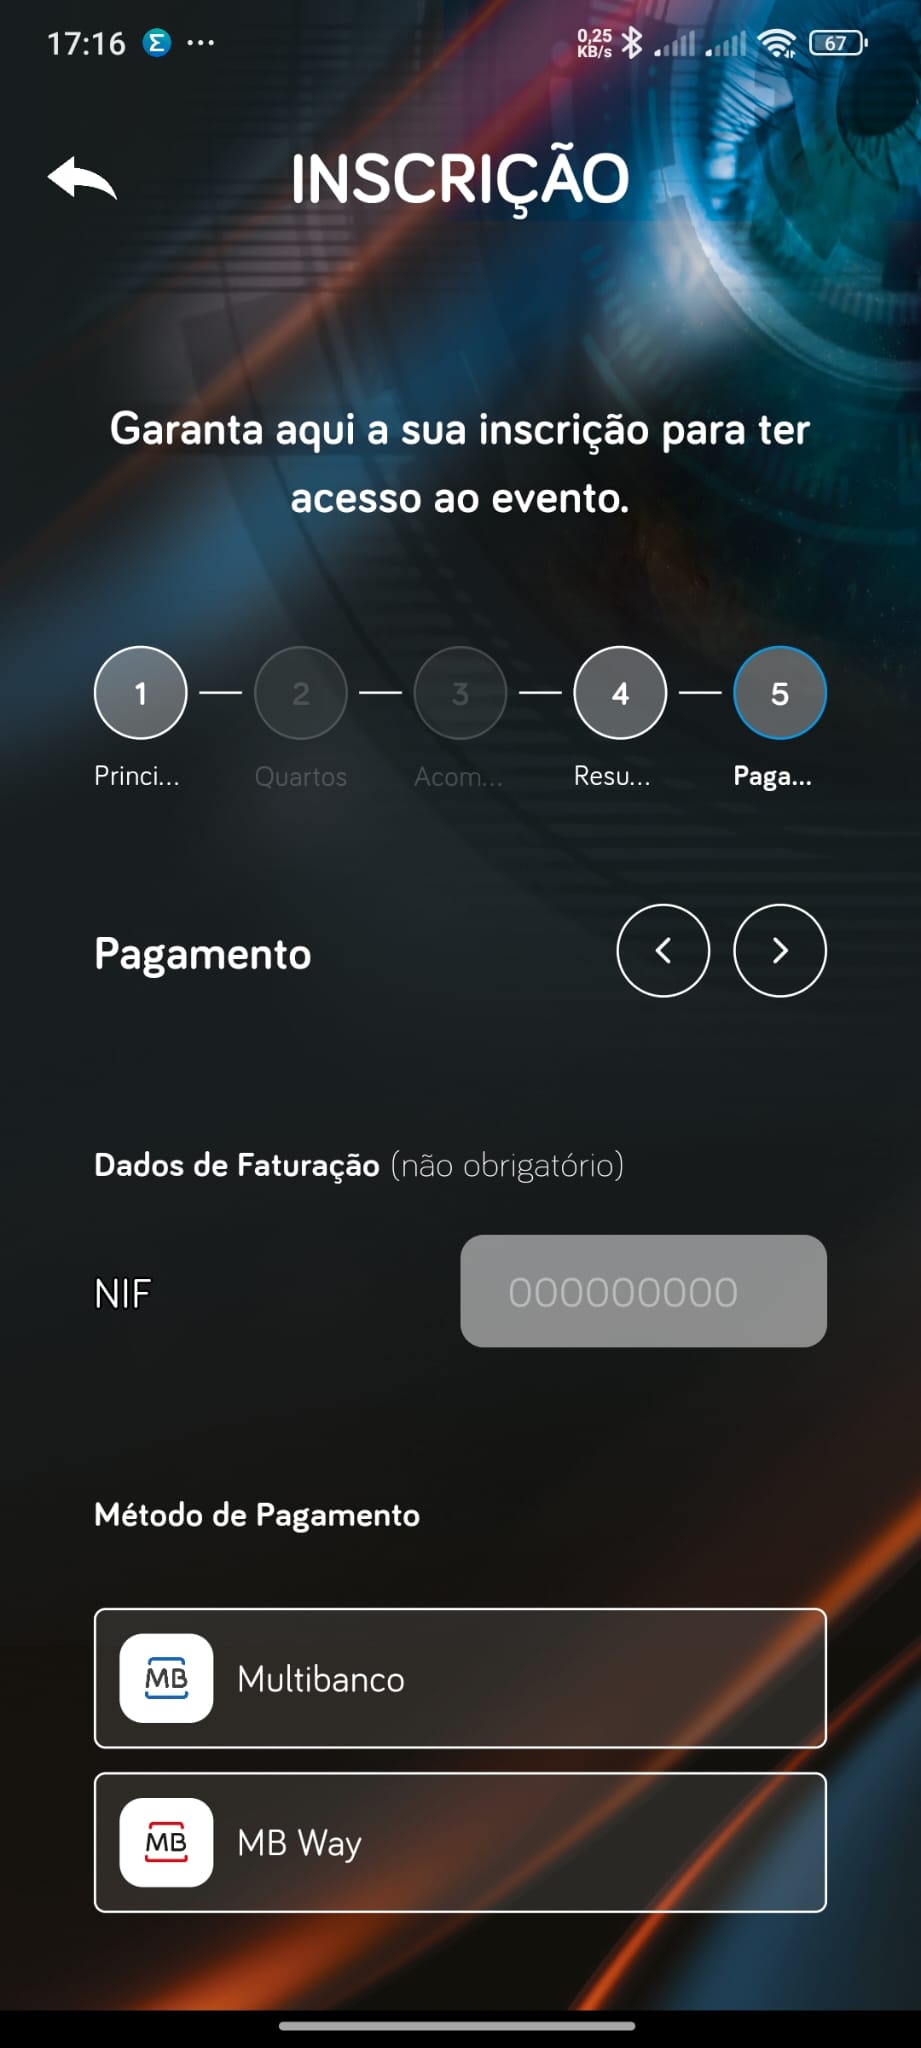 17:16 Σ ... 0,25 KB/s 67
INSCRIÇÃO
Garanta aqui a sua inscrição para ter
acesso ao evento.
1 2 3 4 5
Princi... Quartos Acom... Resu... Paga...
Pagamento
Dados de Faturação (não obrigatório)
NIF 000000000
Método de Pagamento
MB Multibanco
MB MB Way